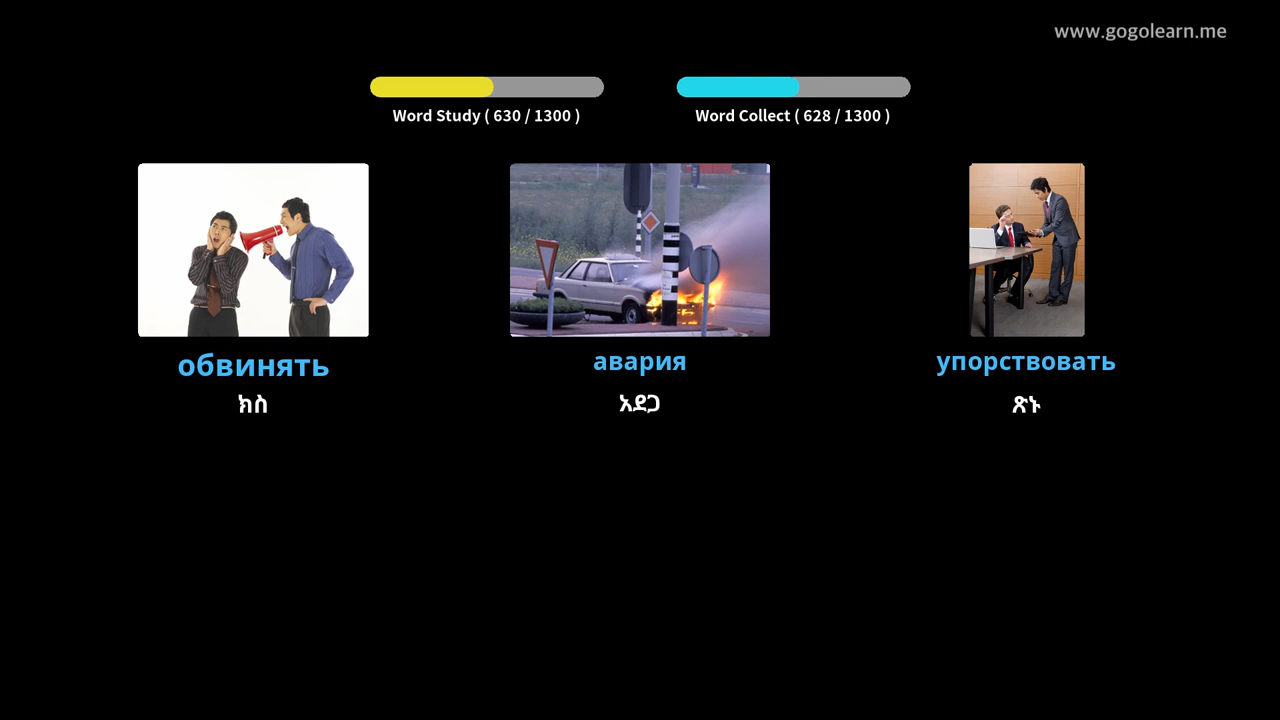 www.gogolearn.me
Word Study ( 630 / 1300 )
Word Collect ( 628 / 1300 )
обвинять
авария
упорствовать
ክስ
አደጋ
ጽኑ